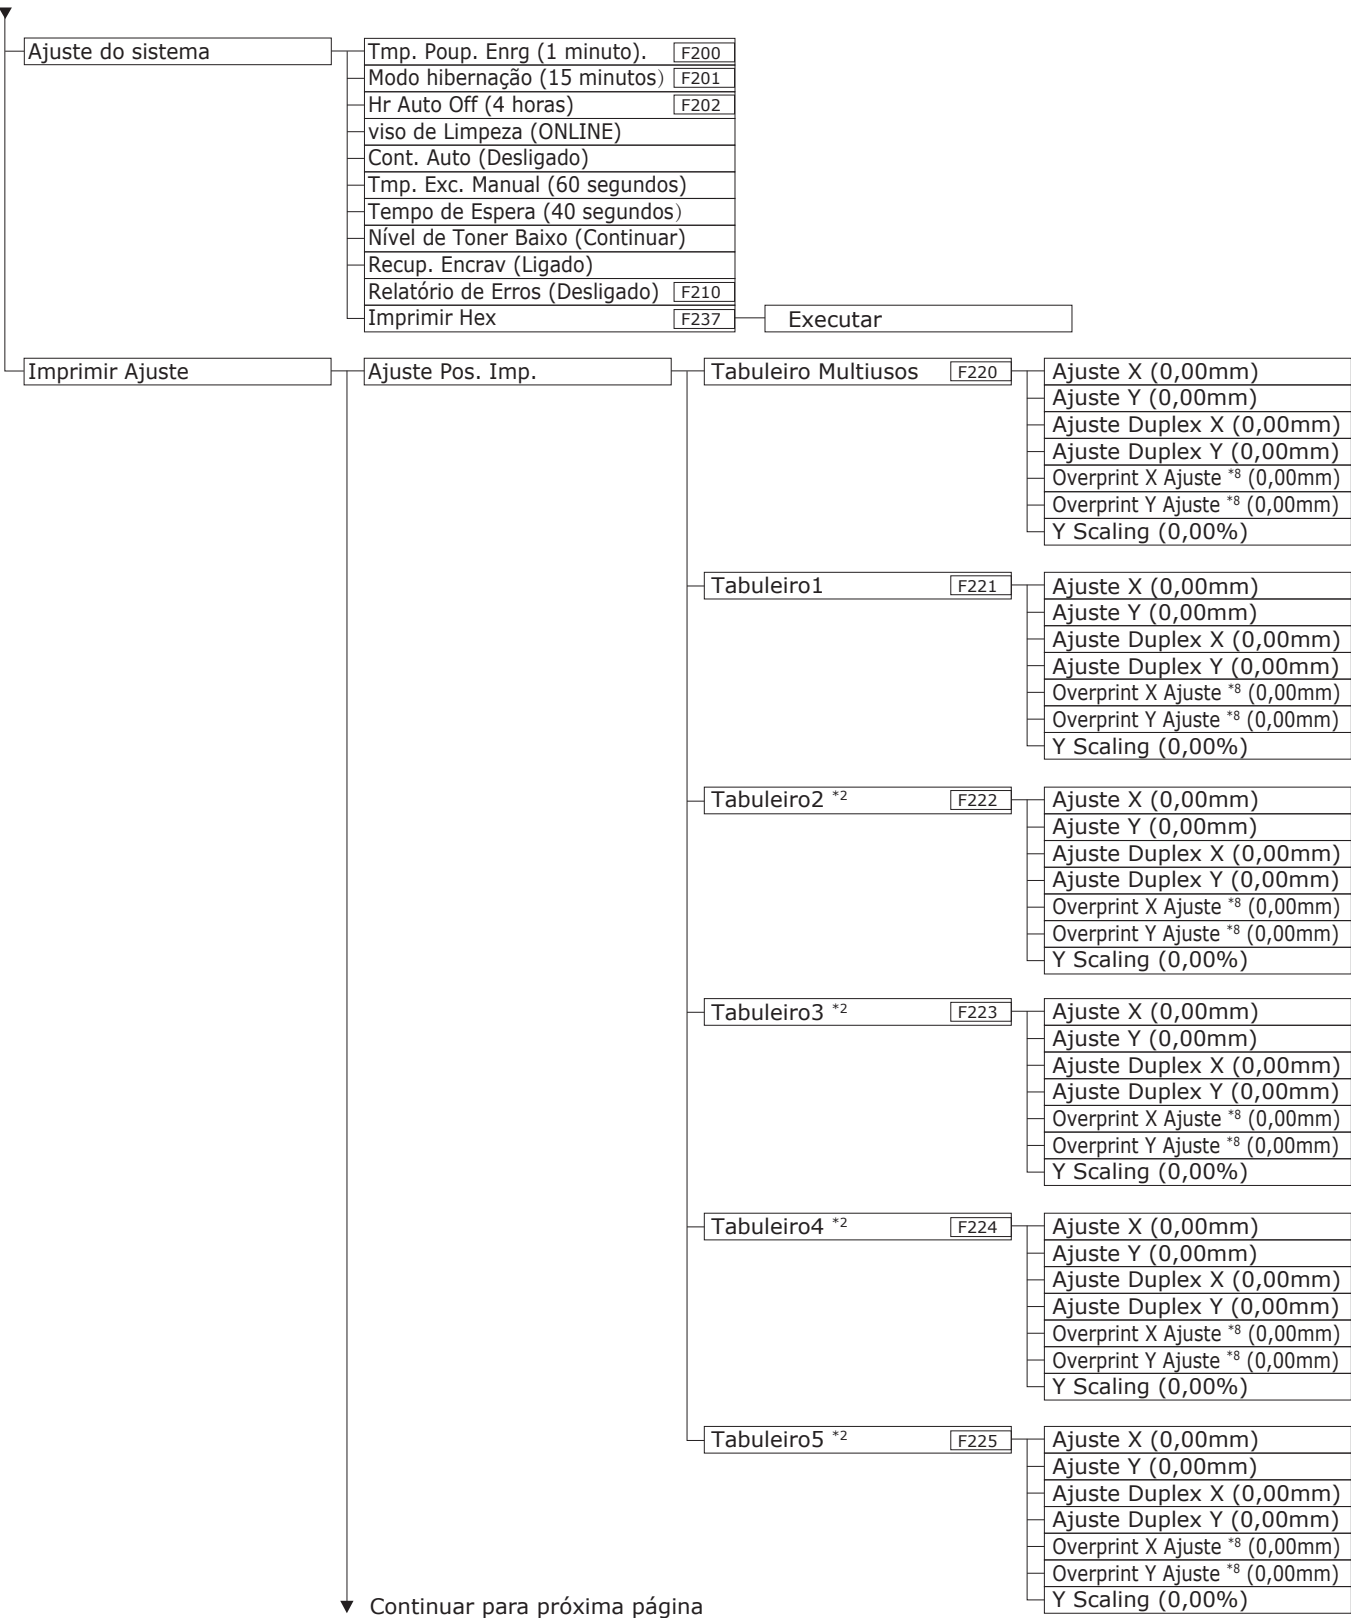 Ajuste do sistema
Tmp. Poup. Enrg (1 minuto). F200
Modo hibernação (15 minutos) F201
Hr Auto Off (4 horas) F202
viso de Limpeza (ONLINE)
Cont. Auto (Desligado)
Tmp. Exc. Manual (60 segundos)
Tempo de Espera (40 segundos)
Nível de Toner Baixo (Continuar)
Recup. Encrav (Ligado)
Relatório de Erros (Desligado) F210
Imprimir Hex F237 Executar
Imprimir Ajuste
Ajuste Pos. Imp.
Tabuleiro Multiusos F220
Ajuste X (0,00mm)
Ajuste Y (0,00mm)
Ajuste Duplex X (0,00mm)
Ajuste Duplex Y (0,00mm)
Overprint X Ajuste *8 (0,00mm)
Overprint Y Ajuste *8 (0,00mm)
Y Scaling (0,00%)
Tabuleiro1 F221
Ajuste X (0,00mm)
Ajuste Y (0,00mm)
Ajuste Duplex X (0,00mm)
Ajuste Duplex Y (0,00mm)
Overprint X Ajuste *8 (0,00mm)
Overprint Y Ajuste *8 (0,00mm)
Y Scaling (0,00%)
Tabuleiro2 *2 F222
Ajuste X (0,00mm)
Ajuste Y (0,00mm)
Ajuste Duplex X (0,00mm)
Ajuste Duplex Y (0,00mm)
Overprint X Ajuste *8 (0,00mm)
Overprint Y Ajuste *8 (0,00mm)
Y Scaling (0,00%)
Tabuleiro3 *2 F223
Ajuste X (0,00mm)
Ajuste Y (0,00mm)
Ajuste Duplex X (0,00mm)
Ajuste Duplex Y (0,00mm)
Overprint X Ajuste *8 (0,00mm)
Overprint Y Ajuste *8 (0,00mm)
Y Scaling (0,00%)
Tabuleiro4 *2 F224
Ajuste X (0,00mm)
Ajuste Y (0,00mm)
Ajuste Duplex X (0,00mm)
Ajuste Duplex Y (0,00mm)
Overprint X Ajuste *8 (0,00mm)
Overprint Y Ajuste *8 (0,00mm)
Y Scaling (0,00%)
Tabuleiro5 *2 F225
Ajuste X (0,00mm)
Ajuste Y (0,00mm)
Ajuste Duplex X (0,00mm)
Ajuste Duplex Y (0,00mm)
Overprint X Ajuste *8 (0,00mm)
Overprint Y Ajuste *8 (0,00mm)
Y Scaling (0,00%)
Continuar para próxima página